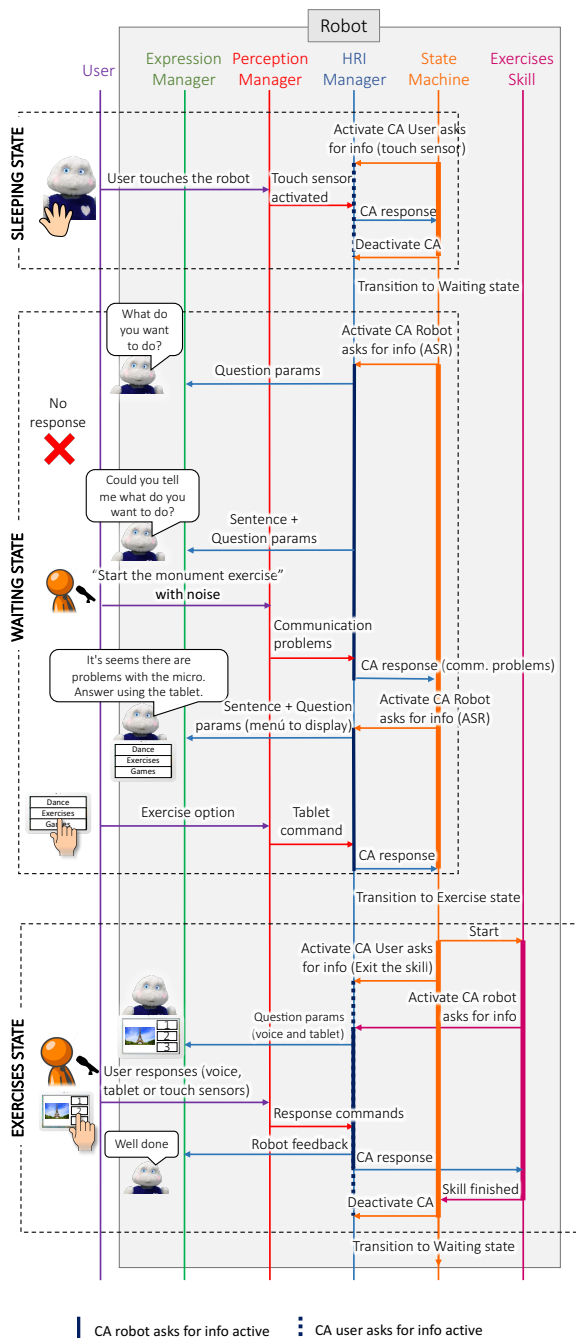 Robot
User
Expression
Manager
Perception
Manager
HRI
Manager
State
Machine
Exercises
Skill
SLEEPING STATE
Activate CA User asks
for info (touch sensor)
User touches the robot
Touch sensor
activated
CA response
Deactivate CA
Transition to Waiting state
WAITING STATE
What do
you want
to do?
Activate CA Robot
asks for info (ASR)
Question params
No
response
Could you tell
me what do you
want to do?
Sentence +
Question params
“Start the monument exercise”
with noise
Communication
problems
CA response (comm. problems)
It's seems there are
problems with the micro.
Answer using the tablet.
Activate CA Robot
asks for info (ASR)
Sentence + Question
params (menú to display)
Dance
Exercises
Games
Dance
Exercises
Exercise option
Tablet
command
CA response
Transition to Exercise state
EXERCISES STATE
Start
Activate CA User asks
for info (Exit the skill)
Activate CA robot
asks for info
1
2
3
Question params
(voice and tablet)
User responses (voice,
tablet or touch sensors)
1
2
Response commands
Well done
Robot feedback
CA response
Skill finished
Deactivate CA
Transition to Waiting state
CA robot asks for info active
CA user asks for info active